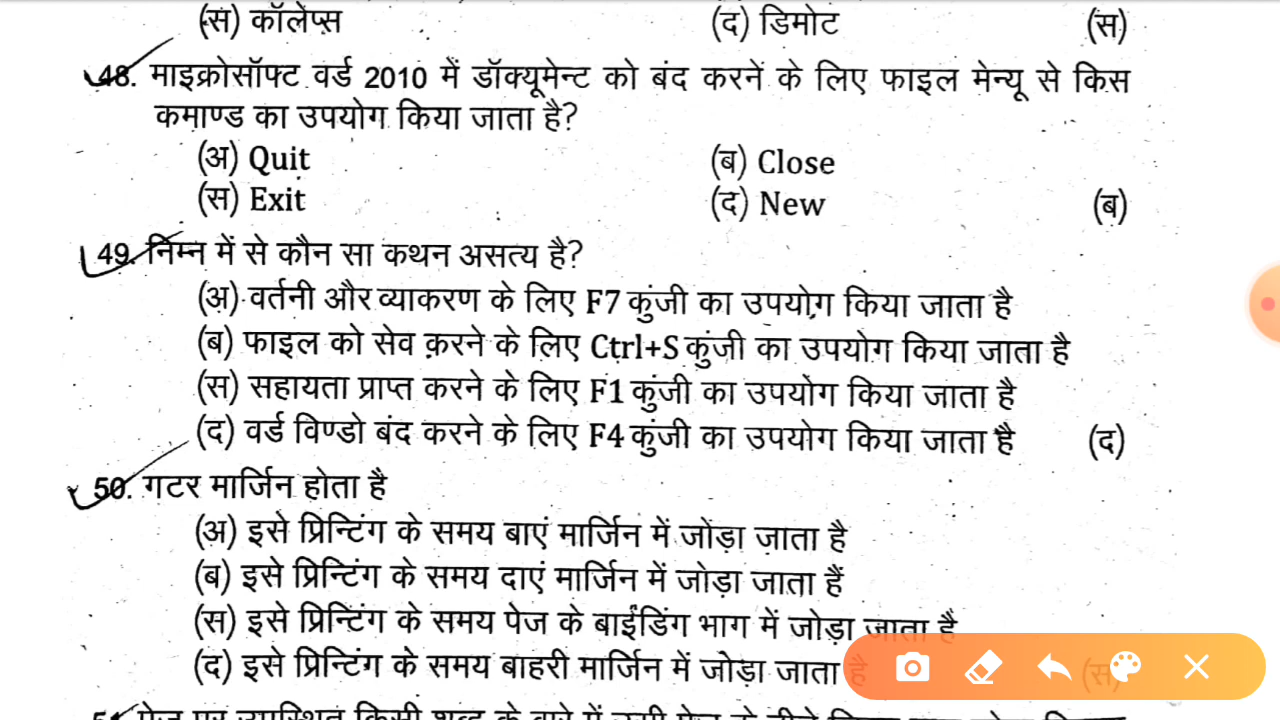 (स) कॉलेप्स (द) डिमोट (स)
48. माइक्रोसॉफ्ट वर्ड 2010 में डॉक्यूमेन्ट को बंद करनें के लिए फाइल मेन्यू से किस
कमाण्ड का उपयोग किया जाता है?
(अ) Quit (ब) Close
(स) Exit (द) New (ब)
49. निम्न में से कौन सा कथन असत्य है?
(अ) वर्तनी और व्याकरण के लिए F7 कुंजी का उपयोग किया जाता है
(ब) फाइल को सेव करने के लिए Ctrl+S कुंजी का उपयोग किया जाता है
(स) सहायता प्राप्त करने के लिए F1 कुंजी का उपयोग किया जाता है
(द) वर्ड विण्डो बंद करने के लिए F4 कुंजी का उपयोग किया जाता है (द)
50. गटर मार्जिन होता है
(अ) इसे प्रिन्टिंग के समय बाएं मार्जिन में जोड़ा जाता है
(ब) इसे प्रिन्टिंग के समय दाएं मार्जिन में जोड़ा जाता हैं
(स) इसे प्रिन्टिंग के समय पेज के बाईंडिंग भाग में जोड़ा जाता है
(द) इसे प्रिन्टिंग के समय बाहरी मार्जिन में जोड़ा जाता है (स)